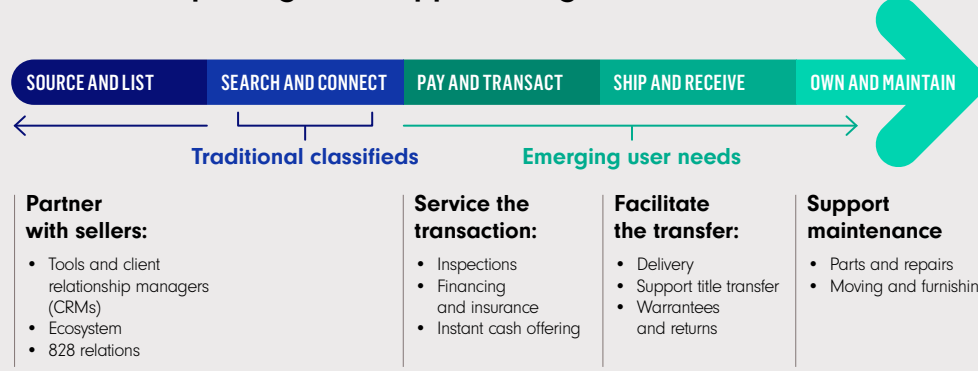 SOURCE AND LIST
SEARCH AND CONNECT
PAY AND TRANSACT
SHIP AND RECEIVE
OWN AND MAINTAIN
Traditional classifieds
Emerging user needs
Partner
with sellers:
• Tools and client
relationship managers
(CRMs)
• Ecosystem
• 828 relations
Service the
transaction:
• Inspections
• Financing
and insurance
• Instant cash offering
Facilitate
the transfer:
• Delivery
• Support title transfer
• Warrantees
and returns
Support
maintenance
• Parts and repairs
• Moving and furnishin